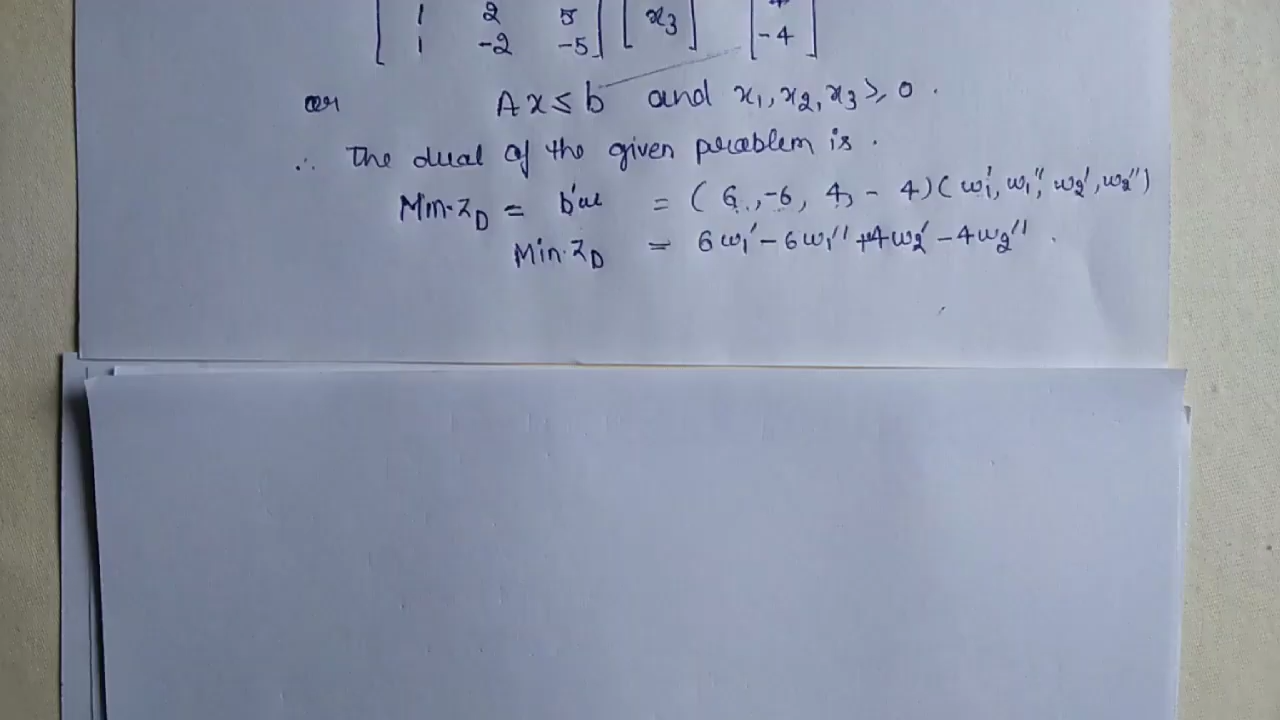 1 2 5 x3 4
1 -2 -5 -4
or Ax ≤ b and x1, x2, x3 ≥, 0 .
∴ The dual of the given problem is .
Min. ZD = b'w = ( 6 , -6, 4, - 4) ( w1', w1'', w2', w2'')
Min. ZD = 6w1' - 6w1'' + 4w2' - 4w2'' .